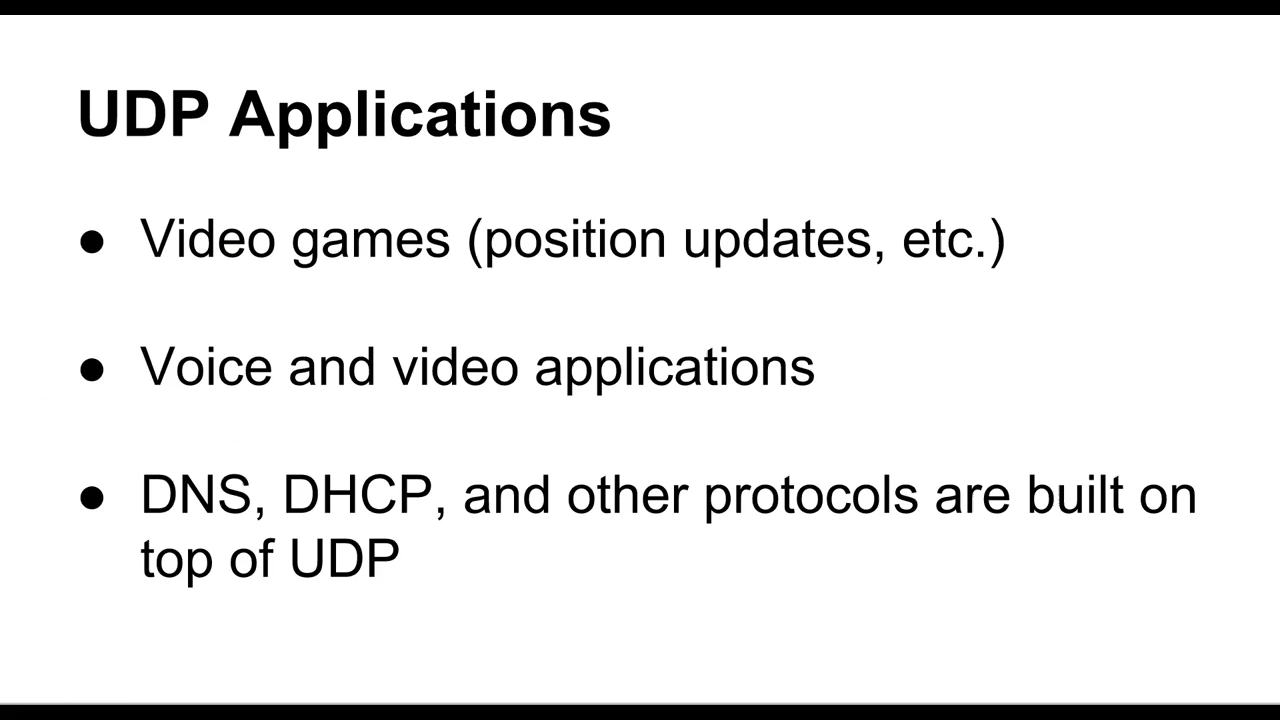 UDP Applications
● Video games (position updates, etc.)
● Voice and video applications
● DNS, DHCP, and other protocols are built on
top of UDP